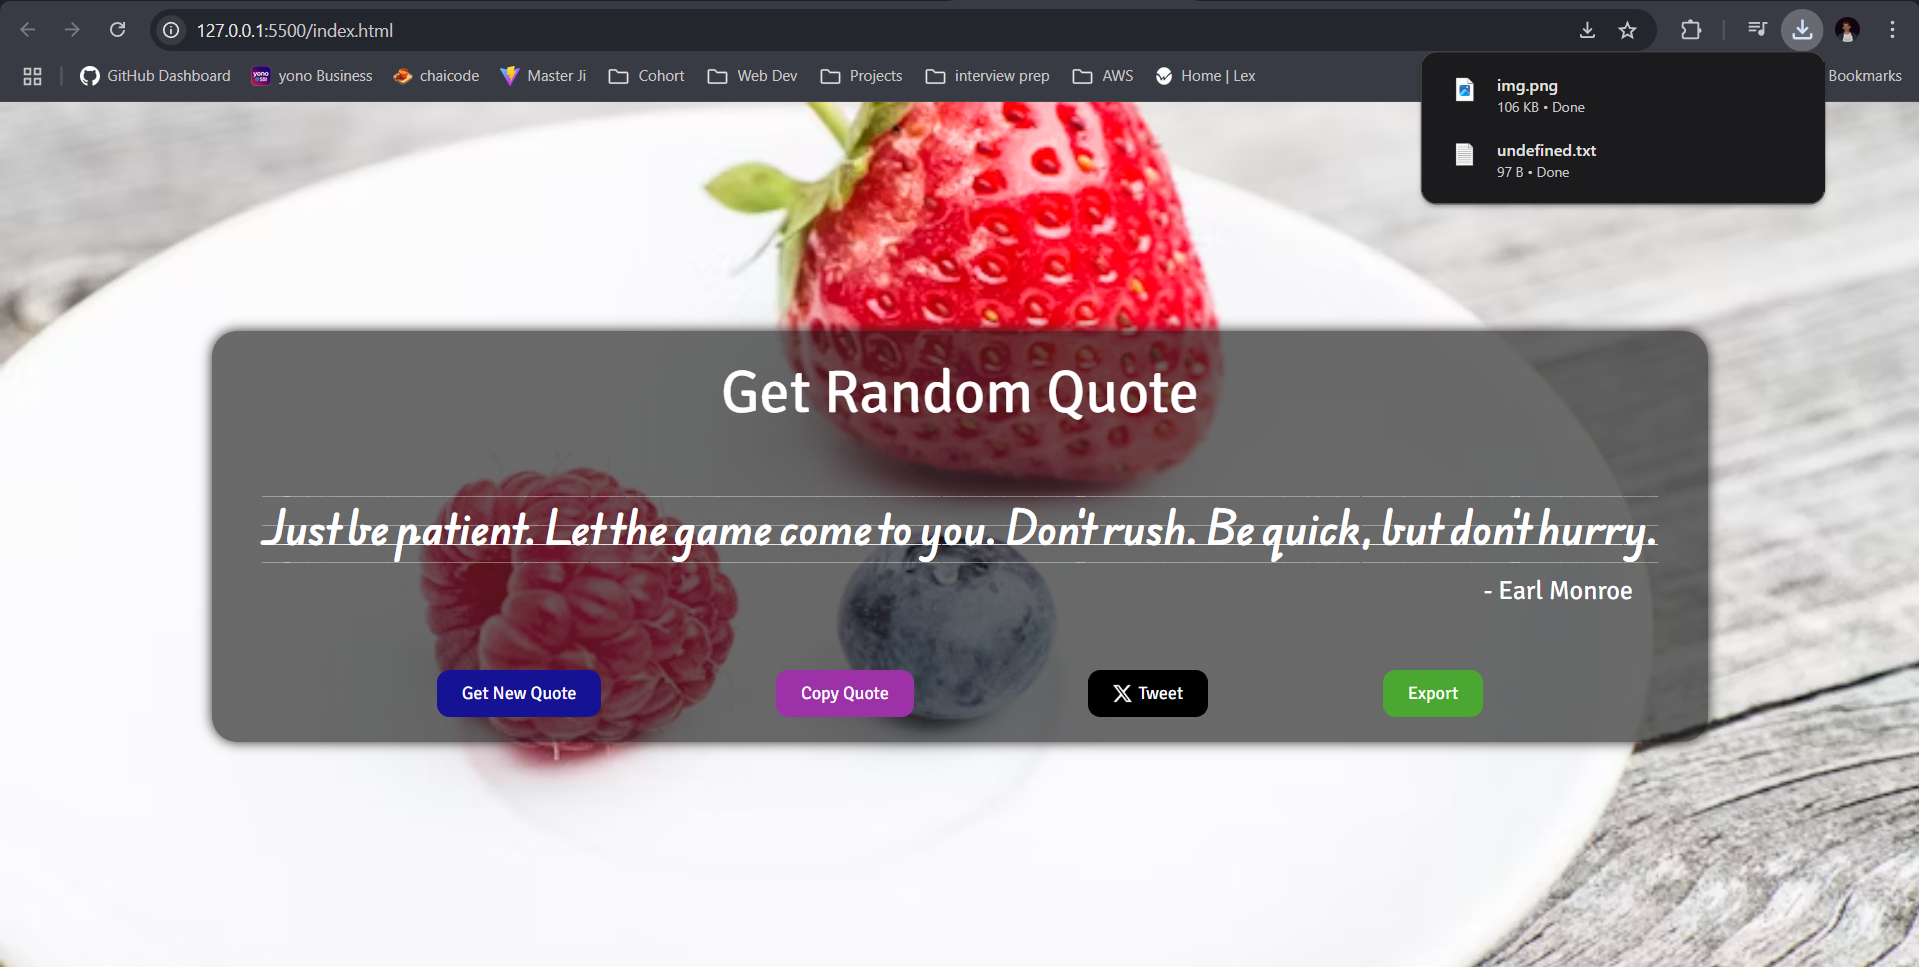 127.0.0.1:5500/index.html
GitHub Dashboard
yono Business
chaicode
Master Ji
Cohort
Web Dev
Projects
interview prep
AWS
Home | Lex
Bookmarks
yono
SBI
img.png
106 KB • Done
undefined.txt
97 B • Done
Get Random Quote
Just be patient. Let the game come to you. Don't rush. Be quick, but don't hurry.
- Earl Monroe
Get New Quote
Copy Quote
X Tweet
Export